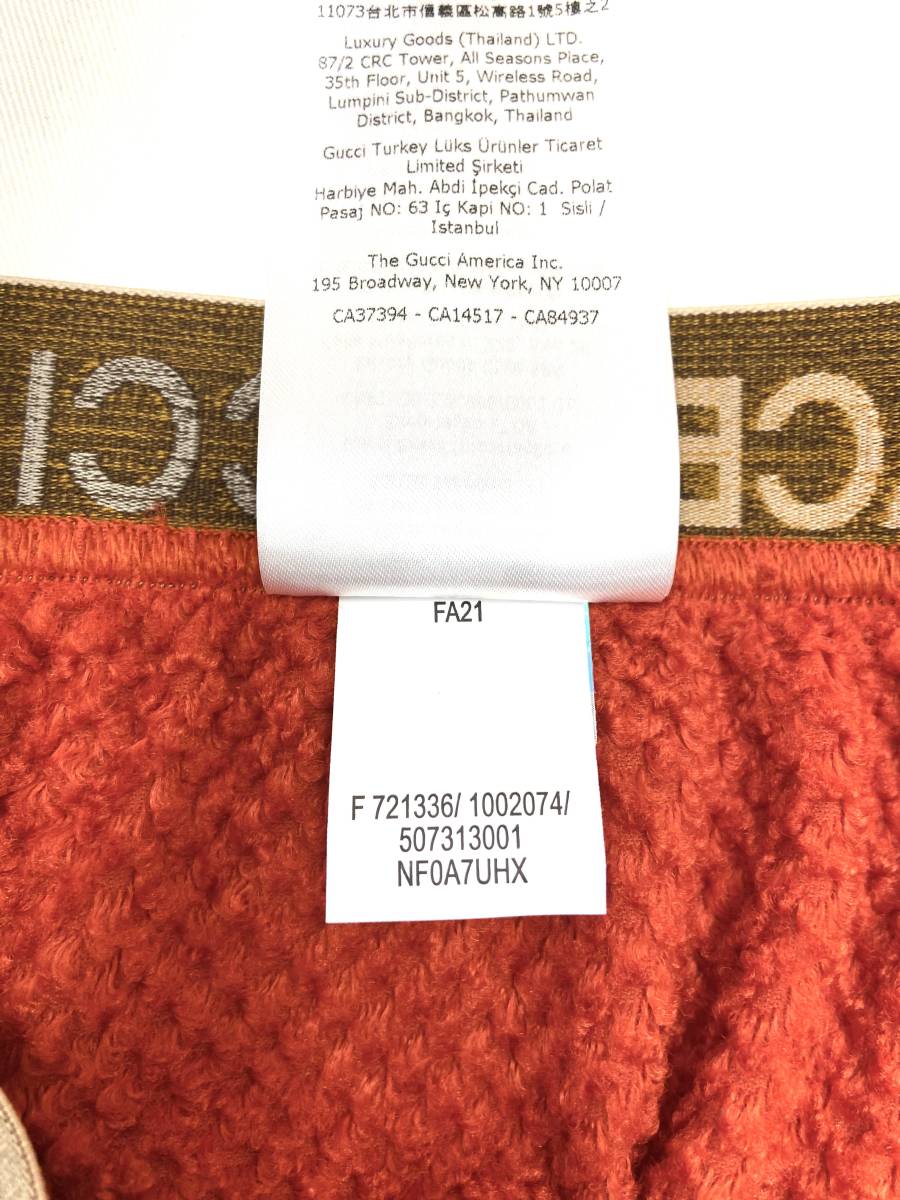 11073台北市信義區松高路1號5樓之2
Luxury Goods (Thailand) LTD.
87/2 CRC Tower, All Seasons Place,
35th Floor, Unit 5, Wireless Road,
Lumpini Sub-District, Pathumwan
District, Bangkok, Thailand
Gucci Turkey Lüks Ürünler Ticaret
Limited Şirketi
Harbiye Mah. Abdi İpekçi Cad. Polat
Pasaj NO: 63 Iç Kapi NO: 1 Sisli /
Istanbul
The Gucci America Inc.
195 Broadway, New York, NY 10007
CA37394 - CA14517 - CA84937
FA21
F 721336/ 1002074/
507313001
NF0A7UHX